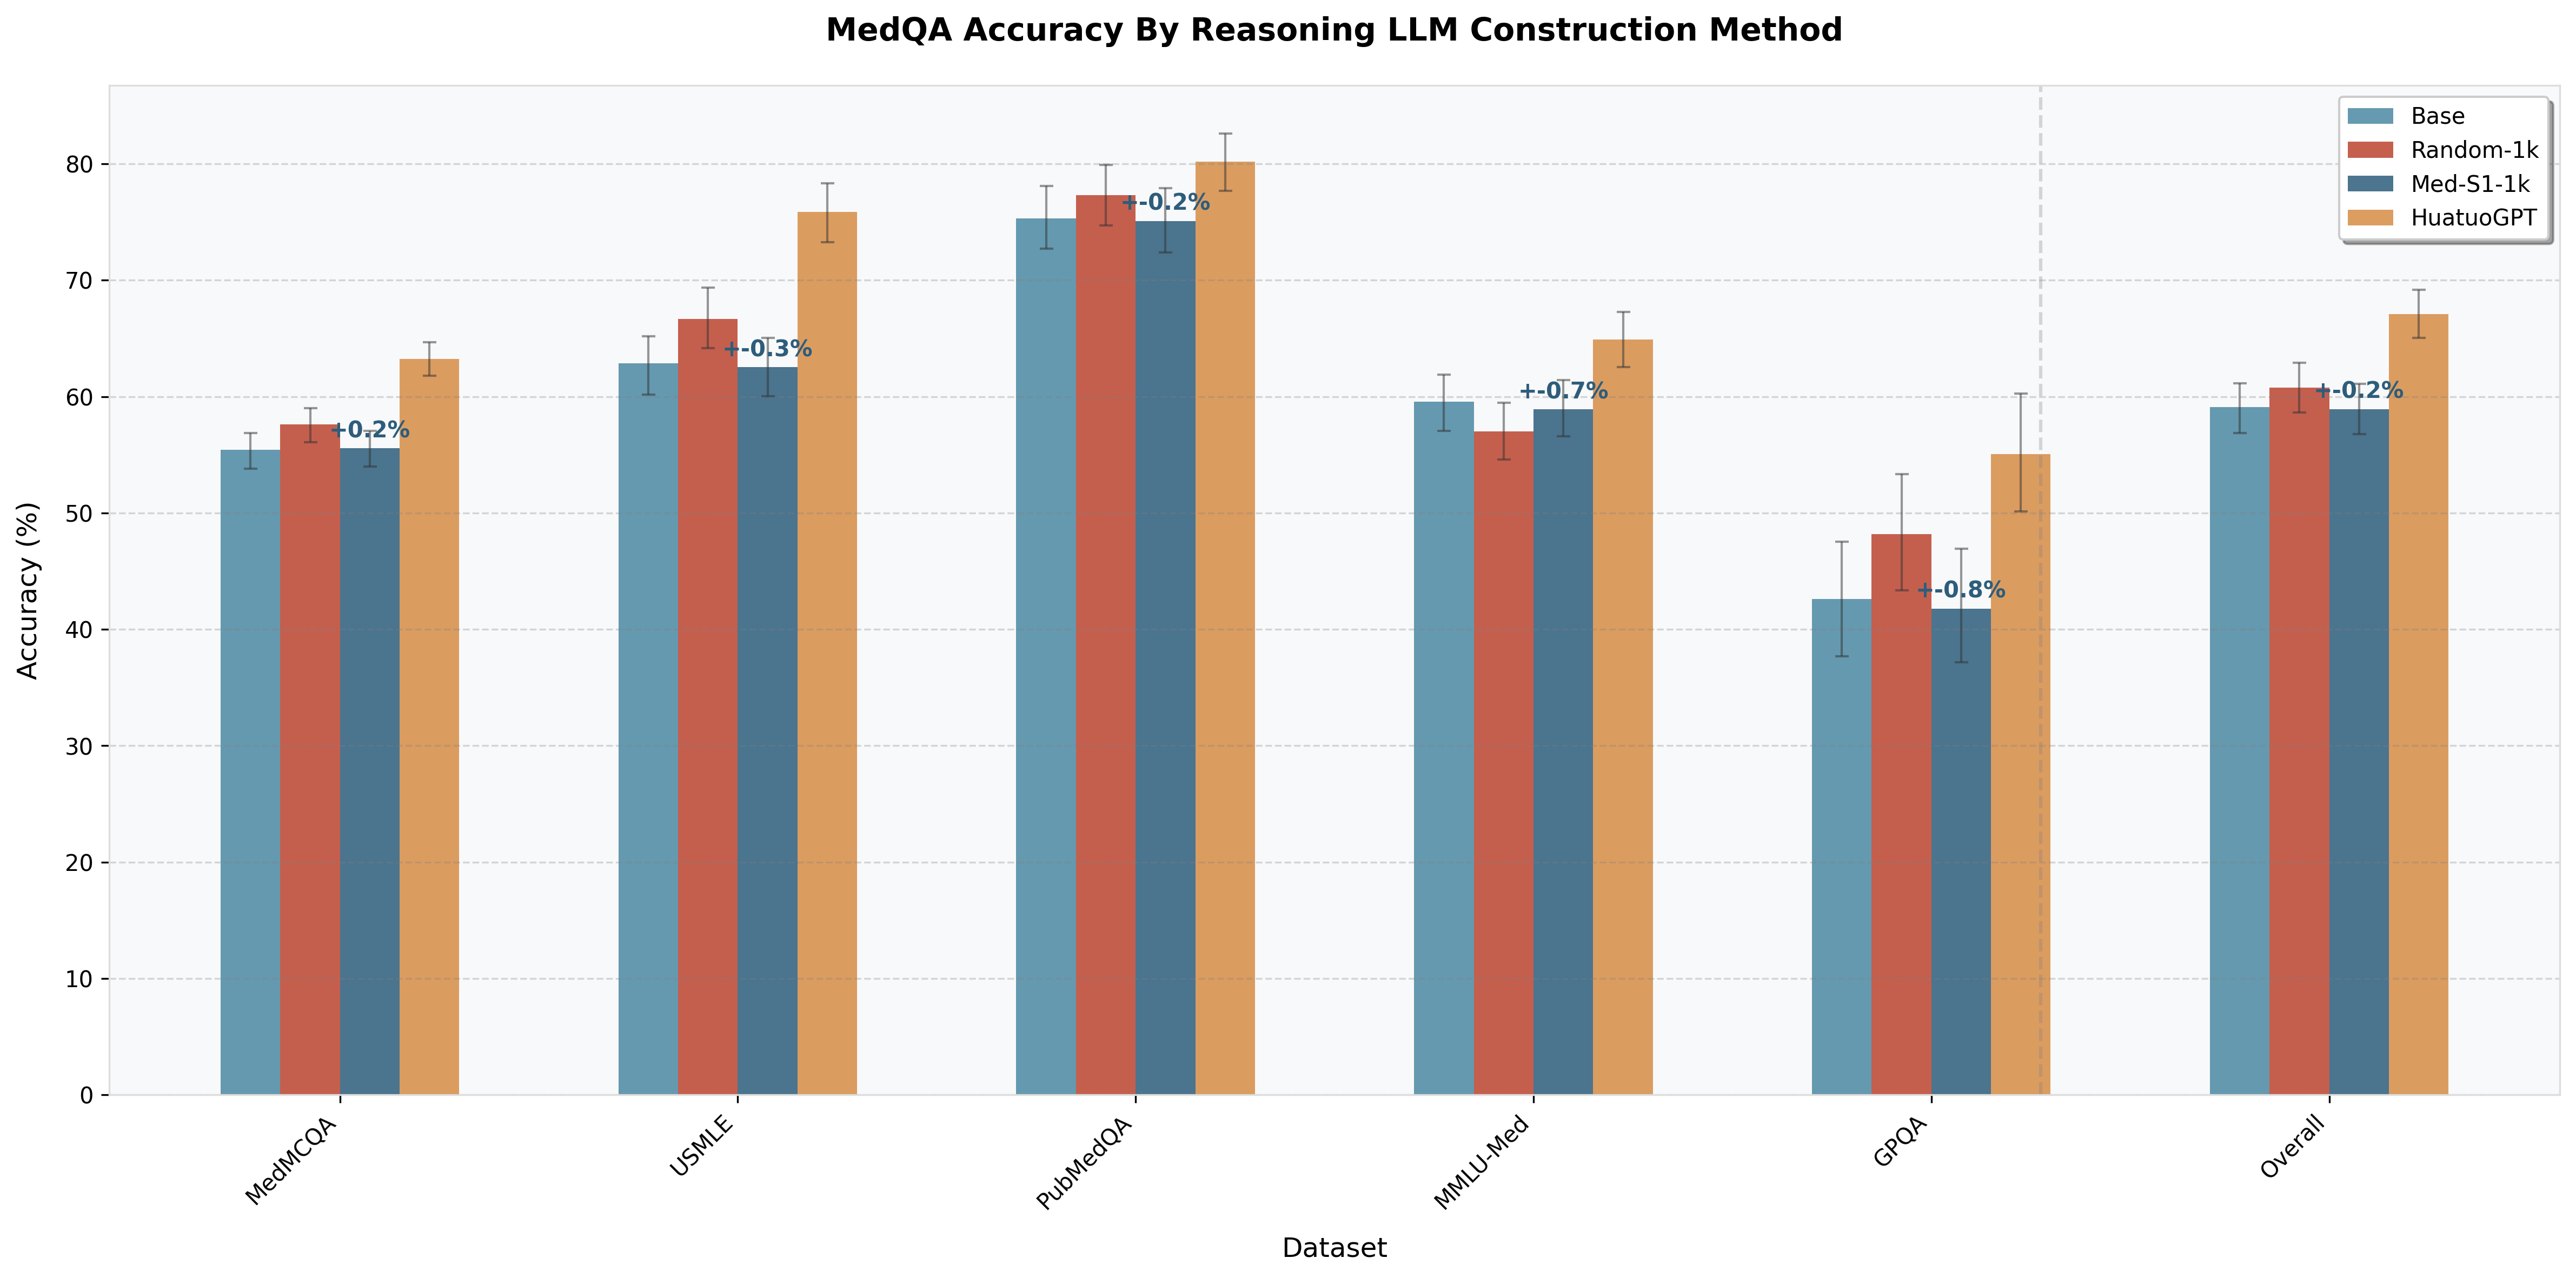 MedQA Accuracy By Reasoning LLM Construction Method
Base
Random-1k
Med-S1-1k
HuatuoGPT
Accuracy (%)
80
70
60
50
40
30
20
10
0
+0.2%
+-0.3%
+-0.2%
+-0.7%
+-0.8%
+-0.2%
MedMCQA
USMLE
PubMedQA
MMLU-Med
GPQA
Overall
Dataset